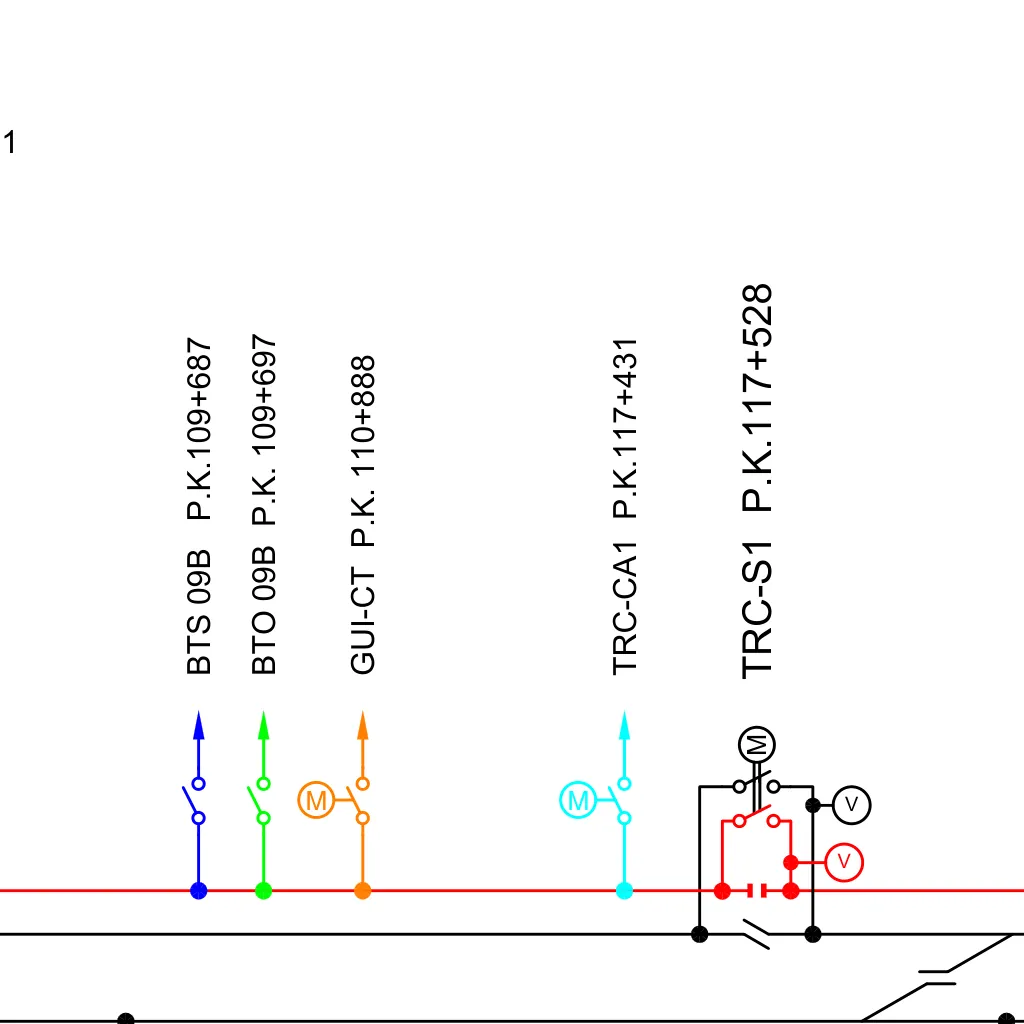 1
BTS 09B P.K.109+687
BTO 09B P.K. 109+697
GUI-CT P.K. 110+888
TRC-CA1 P.K.117+431
TRC-S1 P.K.117+528
M
M
M
V
V